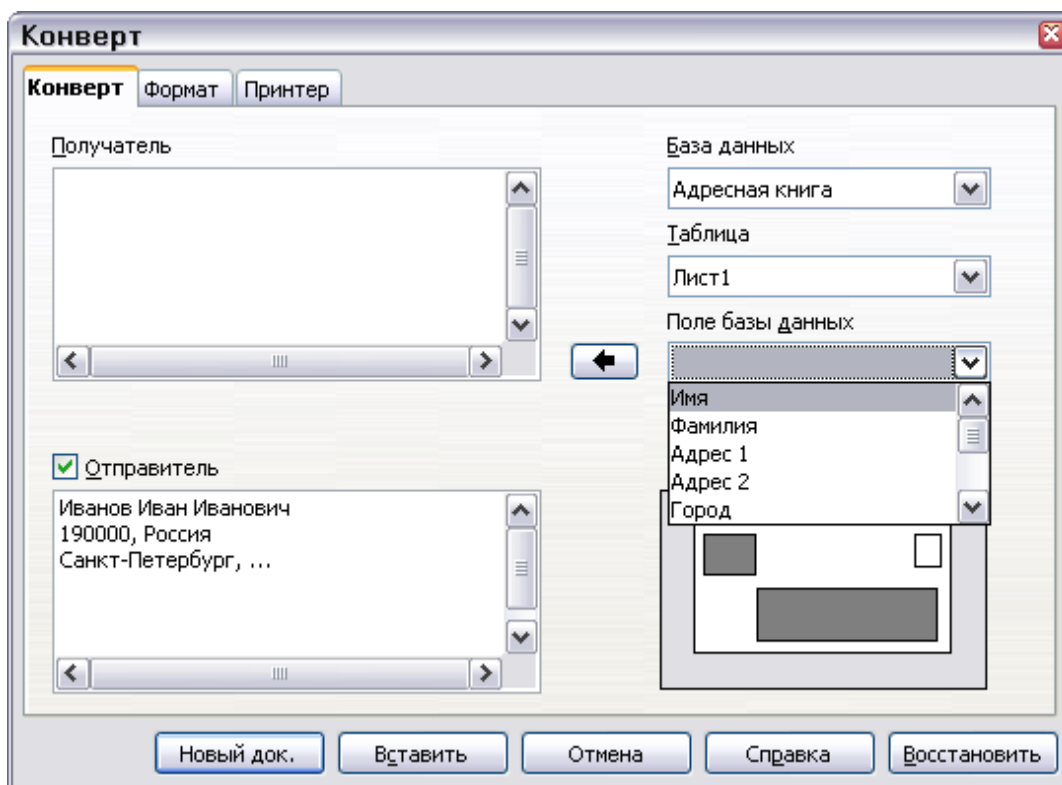 Конверт
Конверт
Формат
Принтер
Получатель
База данных
Адресная книга
Таблица
Лист1
Поле базы данных
Имя
Фамилия
Адрес 1
Адрес 2
Город
Отправитель
Иванов Иван Иванович
190000, Россия
Санкт-Петербург, ...
Новый док.
Вставить
Отмена
Справка
Восстановить